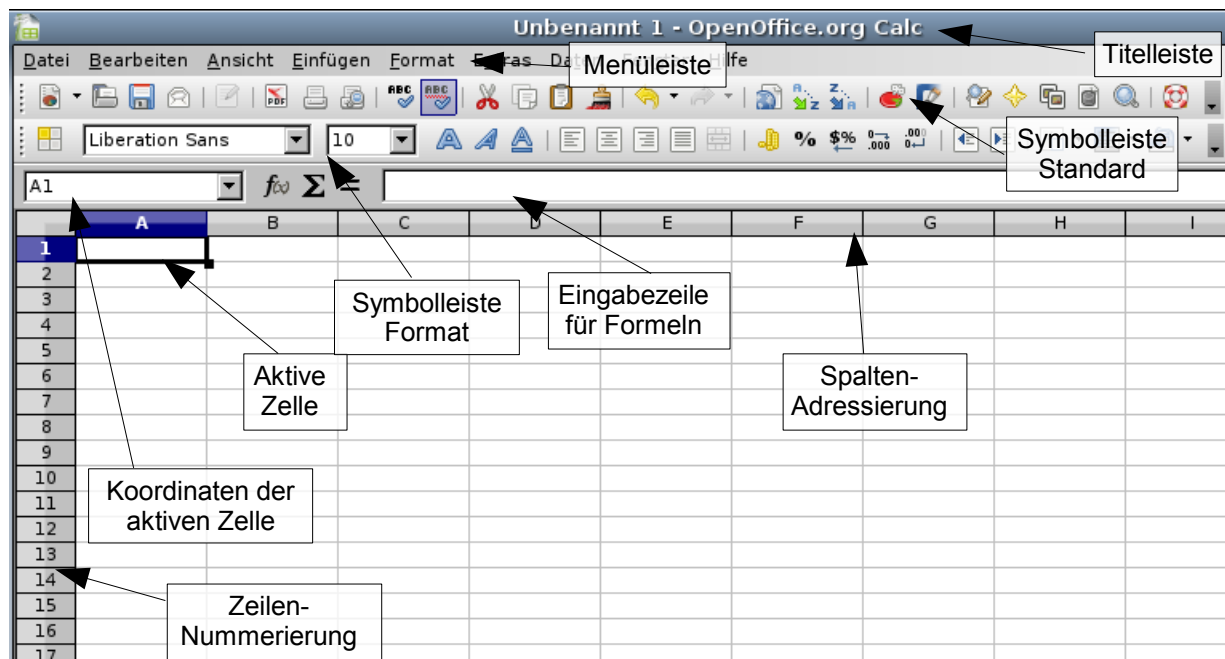 Unbenannt 1 - OpenOffice.org Calc
Titelleiste
Datei Bearbeiten Ansicht Einfügen Format
Menüleiste
Liberation Sans
10
Symbolleiste
Standard
A1
A B C D E F G H I
1
2
3
4
5
6
7
8
9
10
11
12
13
14
15
16
17
Symbolleiste
Format
Eingabezeile
für Formeln
Aktive
Zelle
Spalten-
Adressierung
Koordinaten der
aktiven Zelle
Zeilen-
Nummerierung